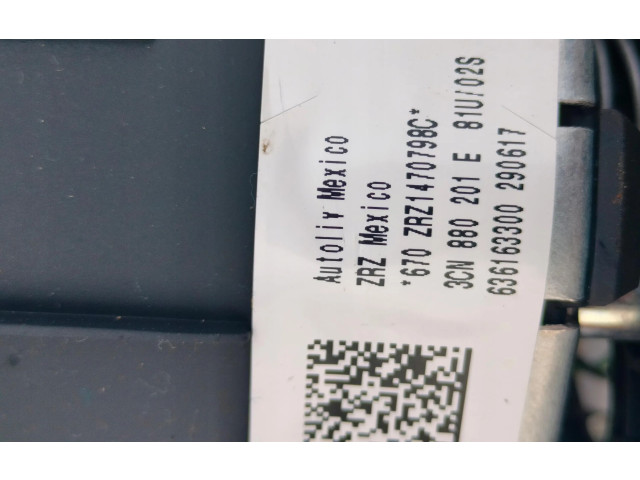 Autoliv Mexico
ZRZ Mexico
*670 ZRZ1470798C*
3CN 880 201 E 81U/02S
636163300 290617